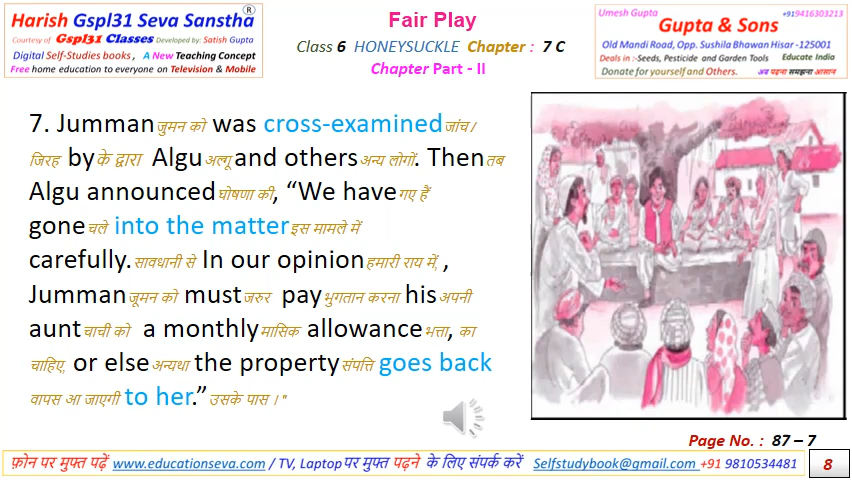 Harish Gspl31 Seva Sanstha ®
Courtesy of Gspl31 Classes Developed by: Satish Gupta
Digital Self-Studies books , A New Teaching Concept
Free home education to everyone on Television & Mobile
Fair Play
Class 6 HONEYSUCKLE Chapter : 7 C
Chapter Part - II
Umesh Gupta +919416303213
Gupta & Sons
Old Mandi Road, Opp. Sushila Bhawan Hisar -125001
Deals in :-Seeds, Pesticide and Garden Tools Educate India
Donate for yourself and Others. अब पढ़ना समझना आसान
7. Jumman जुमन को was cross-examined जांच /
जिरह by के द्वारा Algu अल्गू and others अन्य लोगों. Then तब
Algu announced घोषणा की, “We have गए हैं
gone चले into the matter इस मामले में
carefully. सावधानी से In our opinion हमारी राय में, ,
Jumman जूमन को must जरुर pay भुगतान करना his अपनी
aunt चाची को a monthly मासिक allowance भत्ता, का
चाहिए, or else अन्यथा the property संपत्ति goes back
वापस आ जाएगी to her.” उसके पास । "
Page No. : 87 – 7
फ़ोन पर मुफ्त पढ़ें www.educationseva.com / TV, Laptop पर मुफ्त पढ़ने के लिए संपर्क करें Selfstudybook@gmail.com +91 9810534481
8